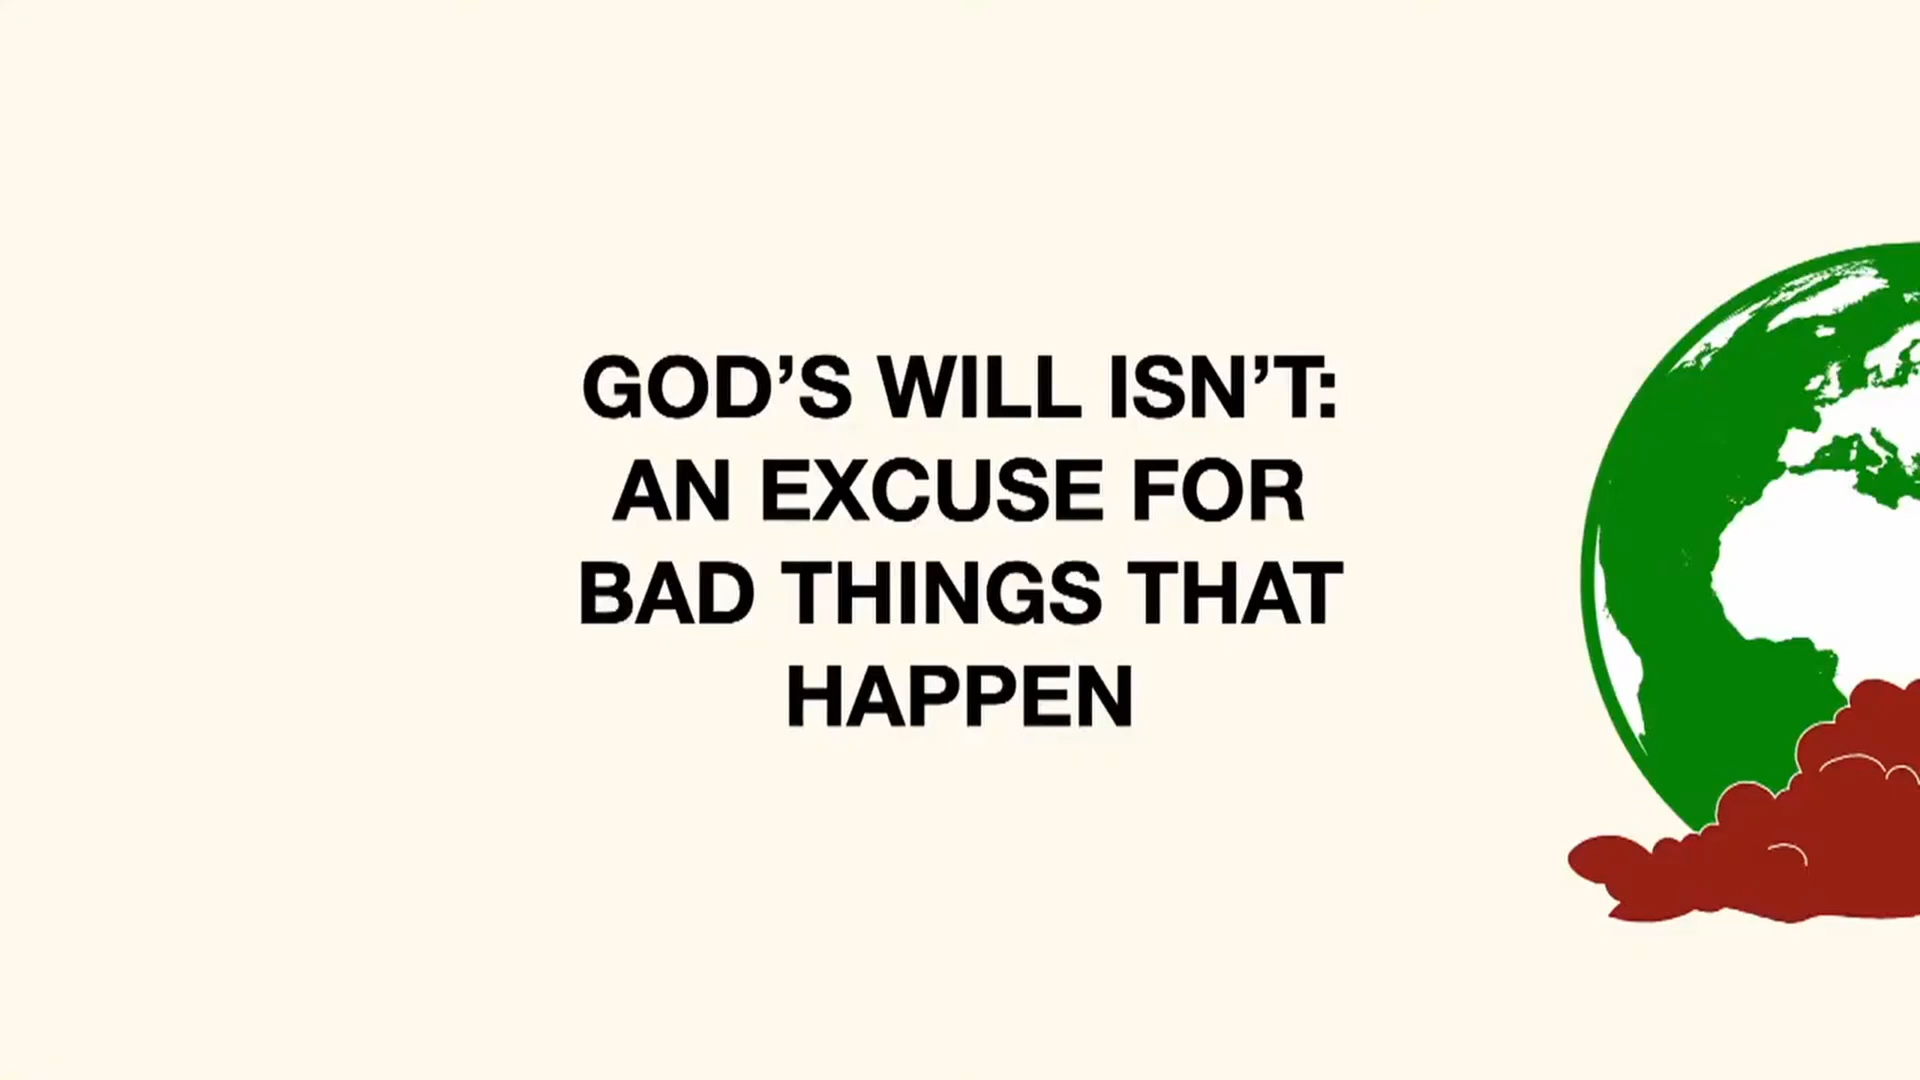 GOD’S WILL ISN’T:
AN EXCUSE FOR
BAD THINGS THAT
HAPPEN